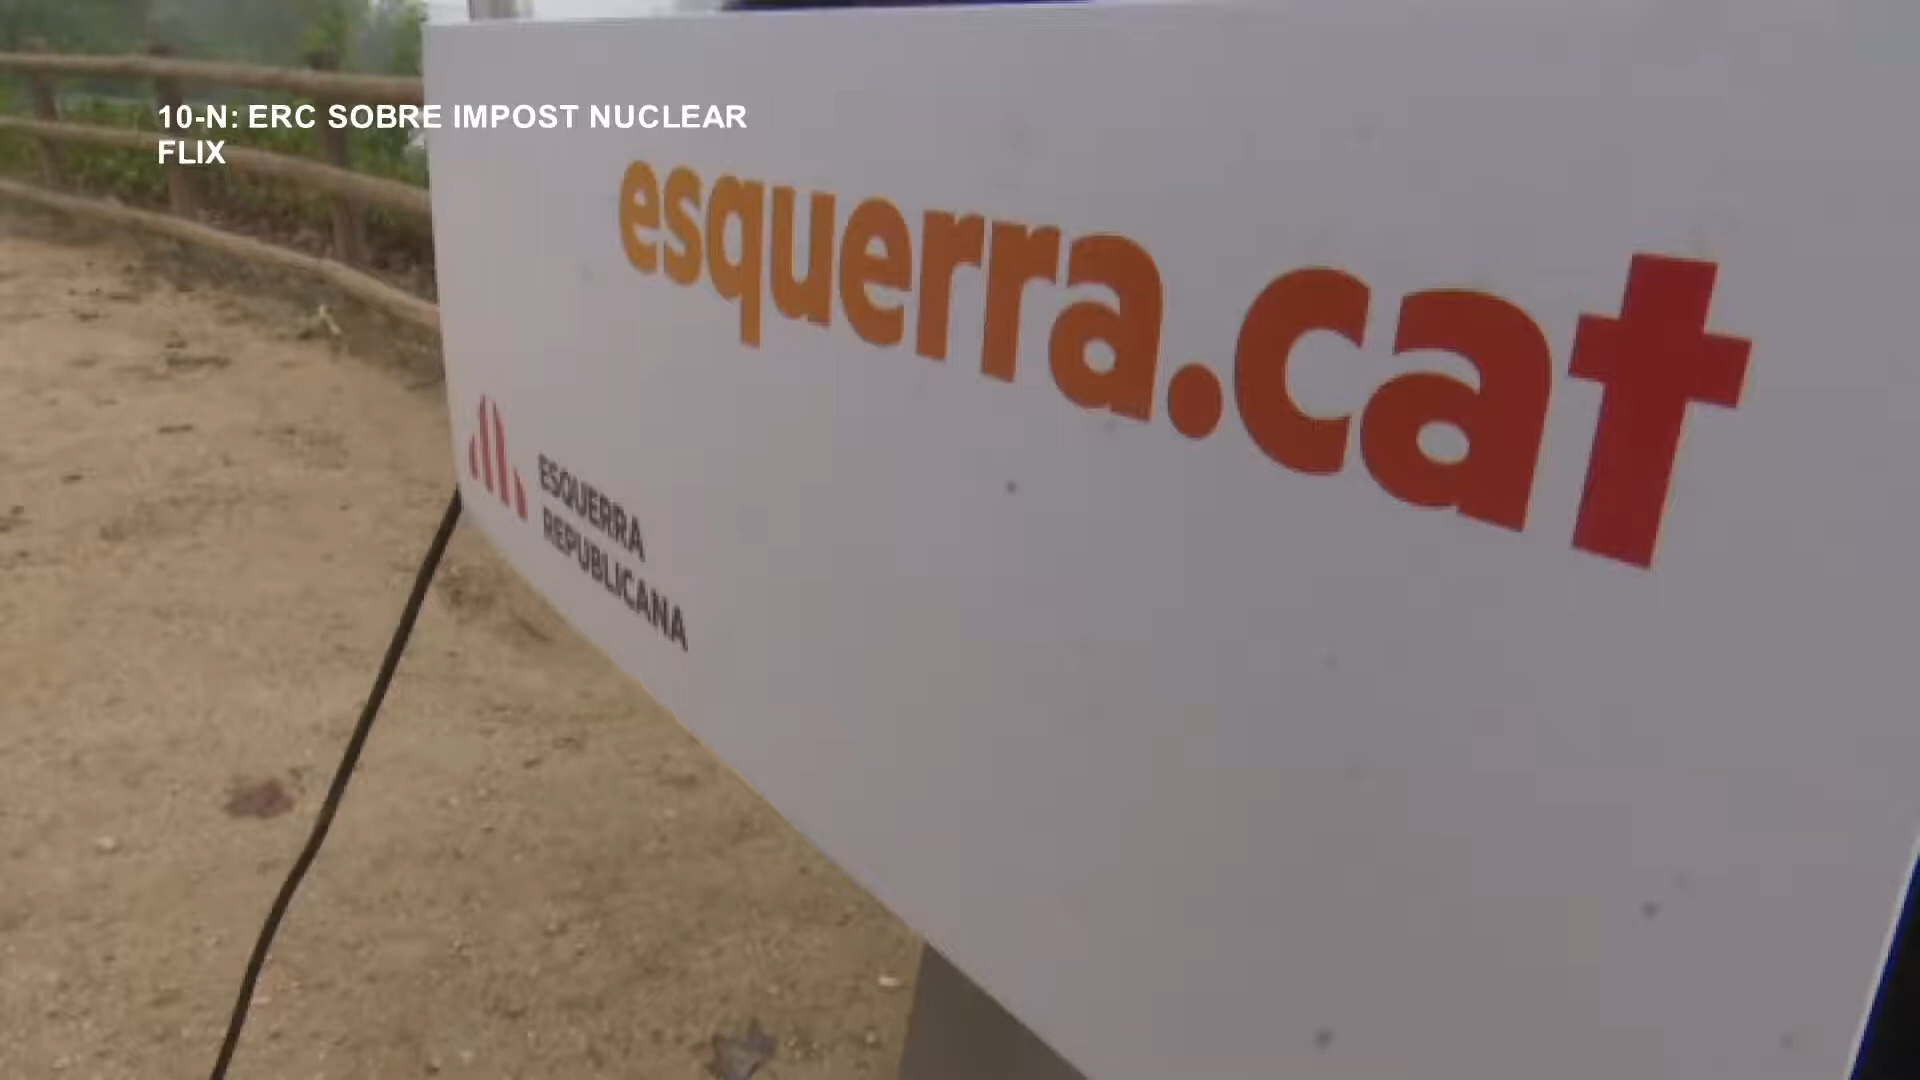 10-N: ERC SOBRE IMPOST NUCLEAR
FLIX
esquerra.cat
ESQUERRA
REPUBLICANA